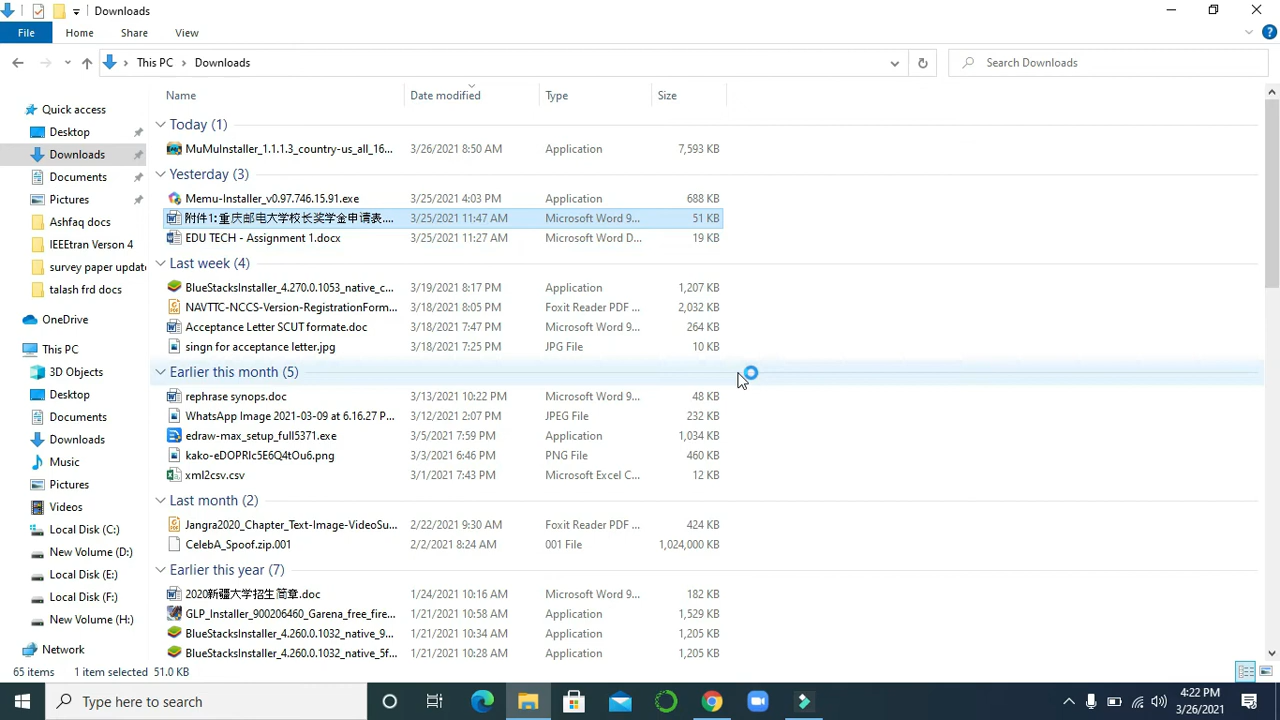 Downloads
File Home Share View
This PC Downloads Search Downloads
Name Date modified Type Size
Quick access
Desktop
Downloads
Documents
Pictures
Ashfaq docs
IEEEtran Verson 4
survey paper update
talash frd docs
OneDrive
This PC
3D Objects
Desktop
Documents
Downloads
Music
Pictures
Videos
Local Disk (C:)
New Volume (D:)
Local Disk (E:)
Local Disk (F:)
New Volume (H:)
Network
Today (1)
MuMuInstaller_1.1.1.3_country-us_all_16... 3/26/2021 8:50 AM Application 7,593 KB
Yesterday (3)
Memu-Installer_v0.97.746.15.91.exe 3/25/2021 4:03 PM Application 688 KB
附件1: 重庆邮电大学校长奖学金申请表.... 3/25/2021 11:47 AM Microsoft Word 9... 51 KB
EDU TECH - Assignment 1.docx 3/25/2021 11:27 AM Microsoft Word D... 19 KB
Last week (4)
BlueStacksInstaller_4.270.0.1053_native_c... 3/19/2021 8:17 PM Application 1,207 KB
NAVTTC-NCCS-Version-RegistrationForm... 3/18/2021 8:05 PM Foxit Reader PDF ... 2,032 KB
Acceptance Letter SCUT formate.doc 3/18/2021 7:47 PM Microsoft Word 9... 264 KB
singn for acceptance letter.jpg 3/18/2021 7:25 PM JPG File 10 KB
Earlier this month (5)
rephrase synops.doc 3/13/2021 10:22 PM Microsoft Word 9... 48 KB
WhatsApp Image 2021-03-09 at 6.16.27 P... 3/12/2021 2:07 PM JPEG File 232 KB
edraw-max_setup_full5371.exe 3/5/2021 7:59 PM Application 1,034 KB
kako-eDOPRIc5E6Q4tOu6.png 3/3/2021 6:46 PM PNG File 460 KB
xml2csv.csv 3/1/2021 7:43 PM Microsoft Excel C... 12 KB
Last month (2)
Jangra2020_Chapter_Text-Image-VideoSu... 2/22/2021 9:30 AM Foxit Reader PDF ... 424 KB
CelebA_Spoof.zip.001 2/2/2021 8:24 AM 001 File 1,024,000 KB
Earlier this year (7)
2020新疆大学招生简章.doc 1/24/2021 10:16 AM Microsoft Word 9... 182 KB
GLP_Installer_900206460_Garena_free_fire... 1/21/2021 10:58 AM Application 1,529 KB
BlueStacksInstaller_4.260.0.1032_native_9... 1/21/2021 10:34 AM Application 1,205 KB
BlueStacksInstaller_4.260.0.1032_native_5f... 1/21/2021 10:28 AM Application 1,205 KB
65 items 1 item selected 51.0 KB
Type here to search
4:22 PM
3/26/2021